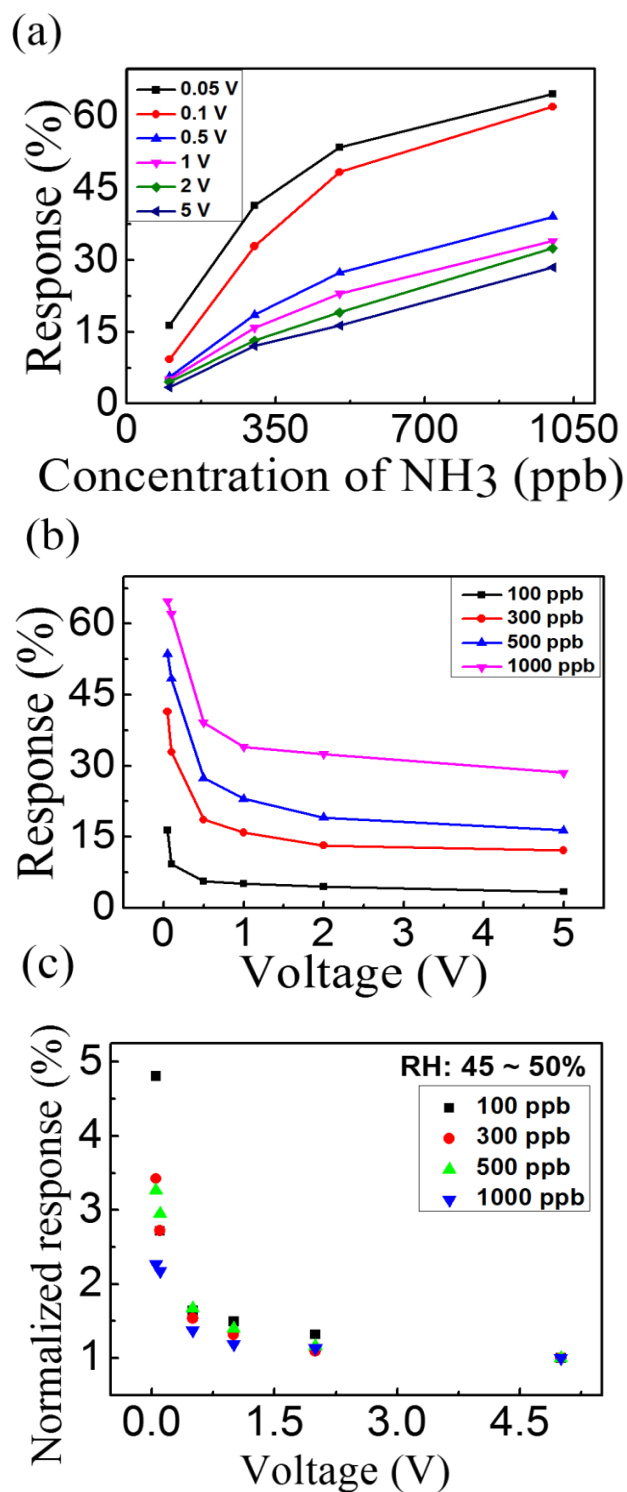 (a)
Response (%)
60
45
30
15
0
0.05 V
0.1 V
0.5 V
1 V
2 V
5 V
0 350 700 1050
Concentration of NH3 (ppb)
(b)
Response (%)
60
45
30
15
0
100 ppb
300 ppb
500 ppb
1000 ppb
0 1 2 3 4 5
Voltage (V)
(c)
Normalized response (%)
5
4
3
2
1
RH: 45 ~ 50%
100 ppb
300 ppb
500 ppb
1000 ppb
0.0 1.5 3.0 4.5
Voltage (V)